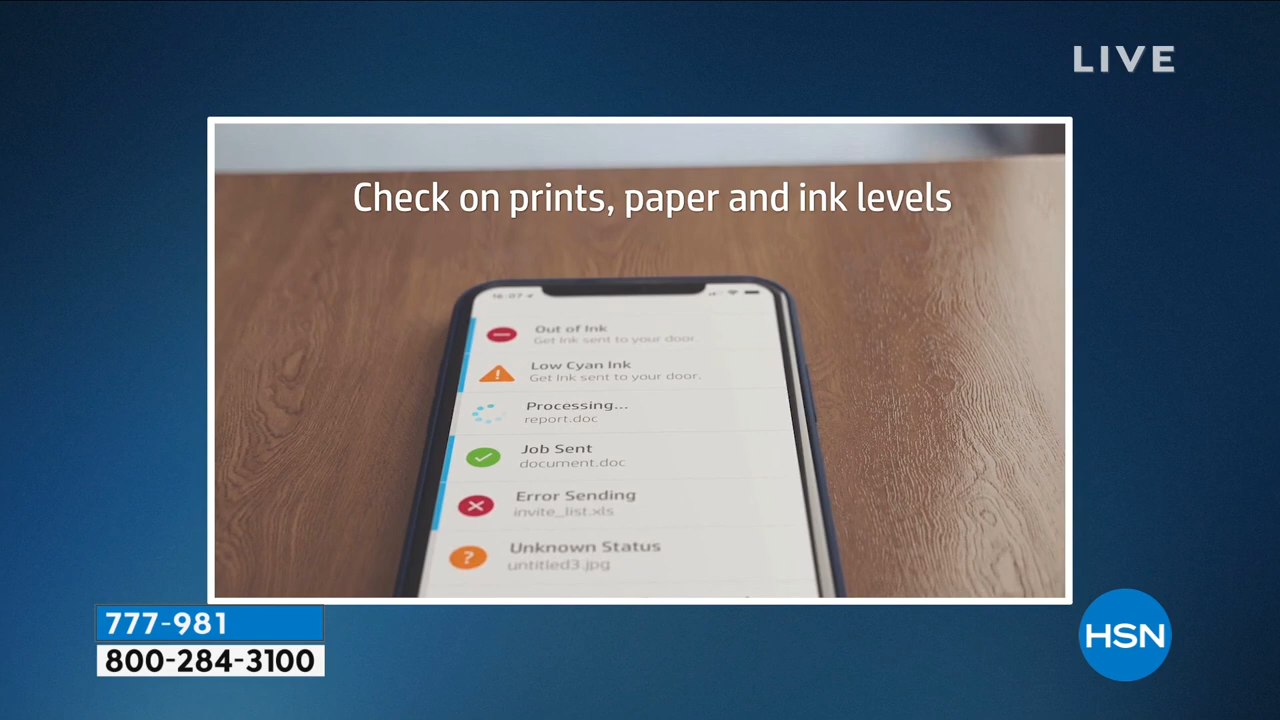 LIVE
Check on prints, paper and ink levels
16:07
Out of Ink
Get Ink sent to your door.
Low Cyan Ink
Get Ink sent to your door.
Processing...
report.doc
Job Sent
document.doc
Error Sending
invite_list.xls
Unknown Status
untitled3.jpg
777-981
800-284-3100
HSN